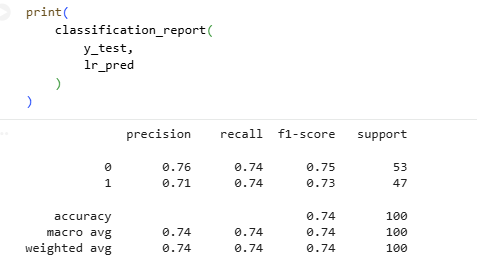 print(
    classification_report(
        y_test,
        lr_pred
    )
)
              precision    recall  f1-score   support
           0       0.76      0.74      0.75        53
           1       0.71      0.74      0.73        47
    accuracy                           0.74       100
   macro avg       0.74      0.74      0.74       100
weighted avg       0.74      0.74      0.74       100